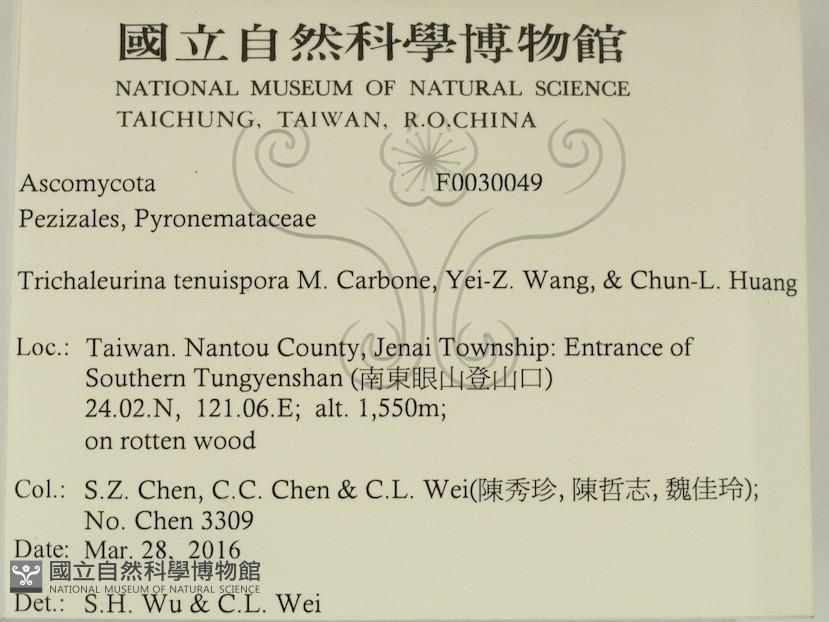 國立自然科學博物館
NATIONAL MUSEUM OF NATURAL SCIENCE
TAICHUNG, TAIWAN, R.O.CHINA
Ascomycota F0030049
Pezizales, Pyronemataceae
Trichaleurina tenuispora M. Carbone, Yei-Z. Wang, & Chun-L. Huang
Loc.: Taiwan. Nantou County, Jenai Township: Entrance of
Southern Tungyenshan (南東眼山登山口)
24.02.N, 121.06.E; alt. 1,550m;
on rotten wood
Col.: S.Z. Chen, C.C. Chen & C.L. Wei(陳秀珍, 陳哲志, 魏佳玲);
No. Chen 3309
Date: Mar. 28, 2016
國立自然科學博物館
NATIONAL MUSEUM OF NATURAL SCIENCE
Det.: S.H. Wu & C.L. Wei